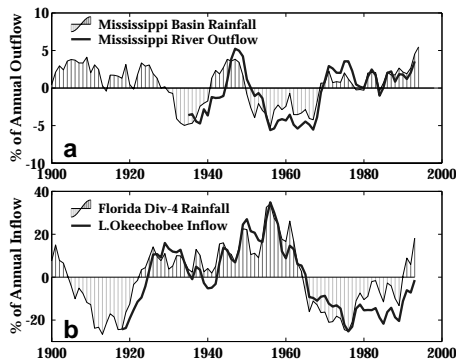 10
5
0
-5
-10
% of Annual Outflow
Mississippi Basin Rainfall
Mississippi River Outflow
a
1900 1920 1940 1960 1980 2000
40
20
0
-20
% of Annual Inflow
Florida Div-4 Rainfall
L.Okeechobee Inflow
b
1900 1920 1940 1960 1980 2000